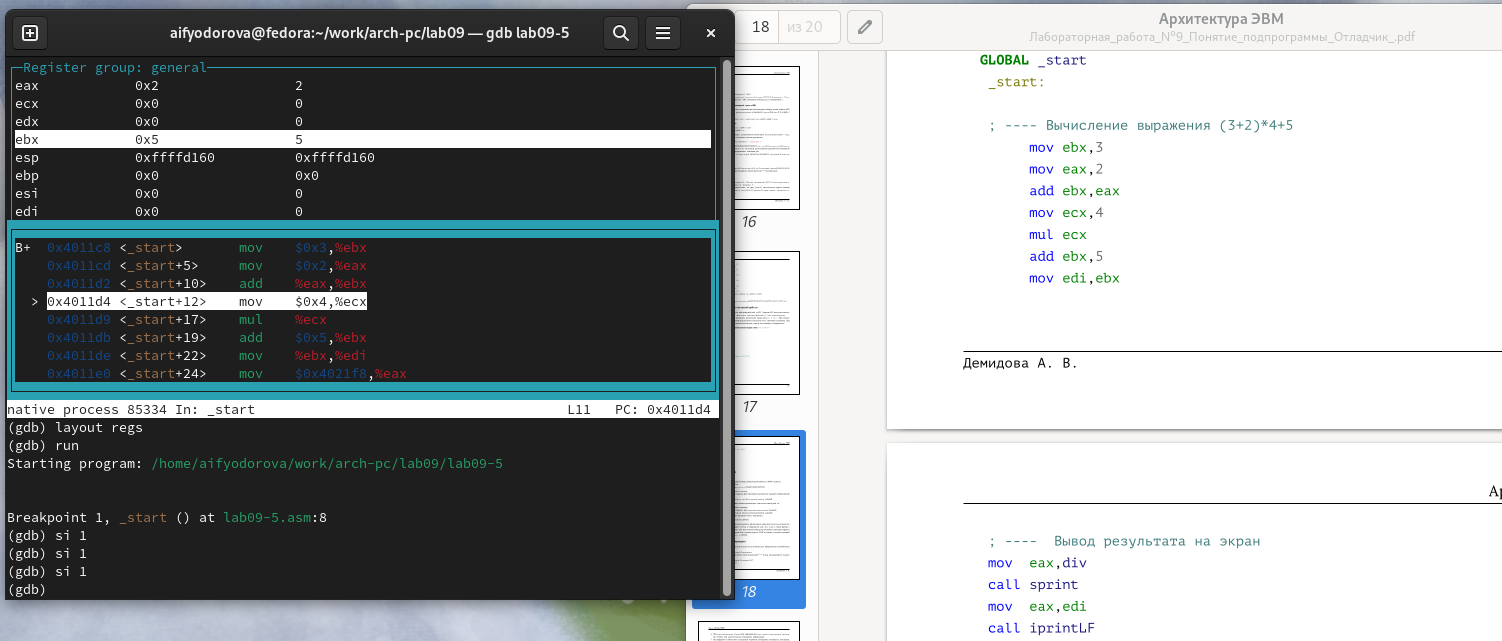 aifyodorova@fedora:~/work/arch-pc/lab09 — gdb lab09-5
Register group: general
eax 0x2 2
ecx 0x0 0
edx 0x0 0
ebx 0x5 5
esp 0xffffd160 0xffffd160
ebp 0x0 0x0
esi 0x0 0
edi 0x0 0
B+ 0x4011c8 <_start> mov $0x3,%ebx
0x4011cd <_start+5> mov $0x2,%eax
0x4011d2 <_start+10> add %eax,%ebx
> 0x4011d4 <_start+12> mov $0x4,%ecx
0x4011d9 <_start+17> mul %ecx
0x4011db <_start+19> add $0x5,%ebx
0x4011de <_start+22> mov %ebx,%edi
0x4011e0 <_start+24> mov $0x4021f8,%eax
native process 85334 In: _start L11 PC: 0x4011d4
(gdb) layout regs
(gdb) run
Starting program: /home/aifyodorova/work/arch-pc/lab09/lab09-5
Breakpoint 1, _start () at lab09-5.asm:8
(gdb) si 1
(gdb) si 1
(gdb) si 1
(gdb)
18 из 20
Архитектура ЭВМ
Лабораторная_работа_№9_Понятие_подпрограммы_Отладчик_.pdf
16
17
18
GLOBAL _start
_start:
; ---- Вычисление выражения (3+2)*4+5
mov ebx,3
mov eax,2
add ebx,eax
mov ecx,4
mul ecx
add ebx,5
mov edi,ebx
Демидова А. В.
; ---- Вывод результата на экран
mov eax,div
call sprint
mov eax,edi
call iprintLF